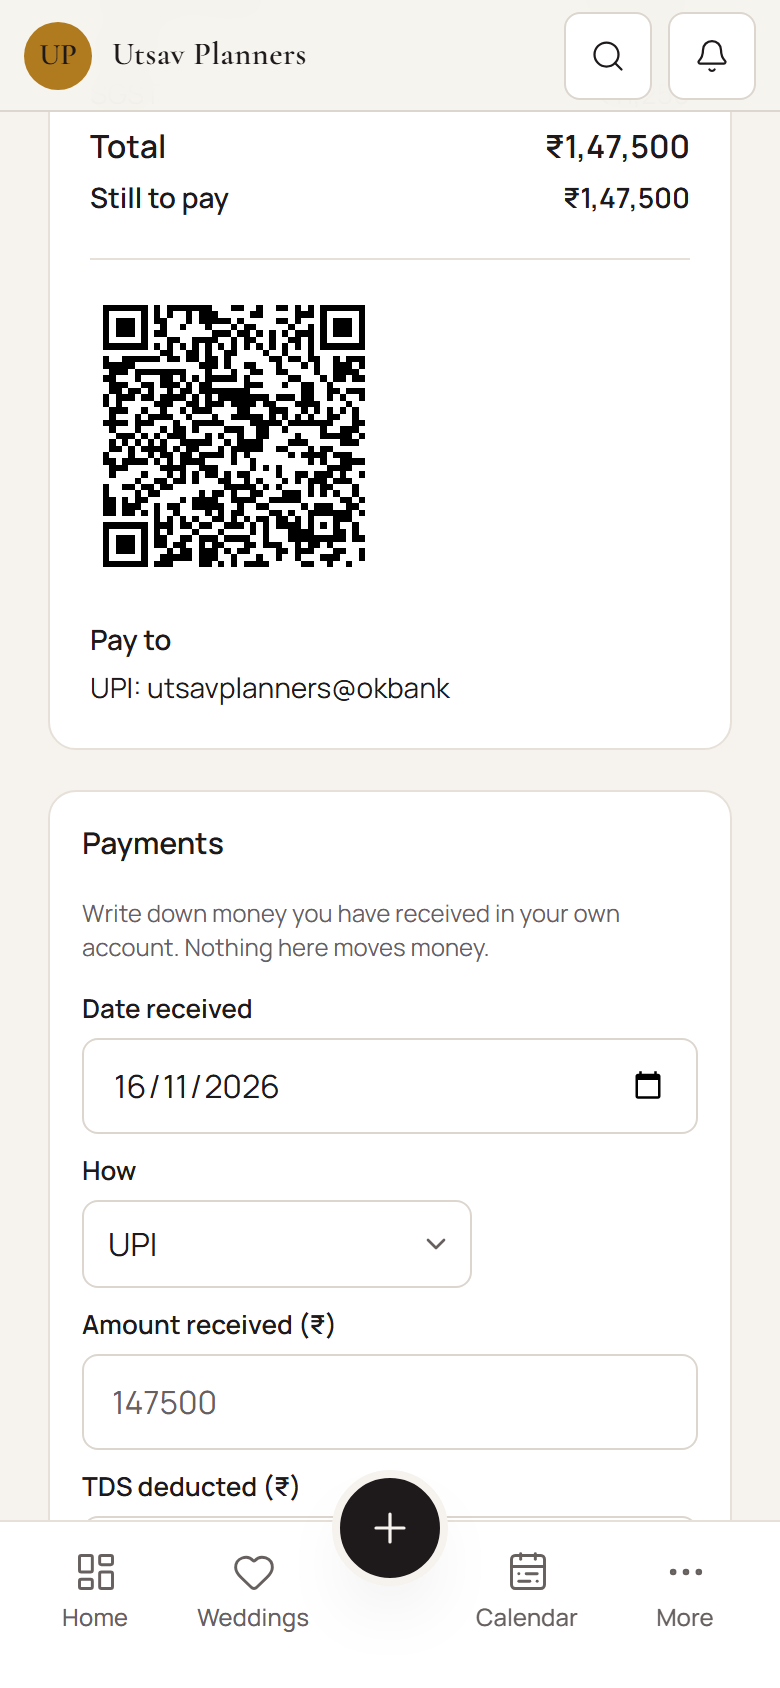 UP
Utsav Planners
Total ₹1,47,500
Still to pay ₹1,47,500
Pay to
UPI: utsavplanners@okbank
Payments
Write down money you have received in your own
account. Nothing here moves money.
Date received
16/11/2026
How
UPI
Amount received (₹)
147500
TDS deducted (₹)
Home Weddings Calendar More